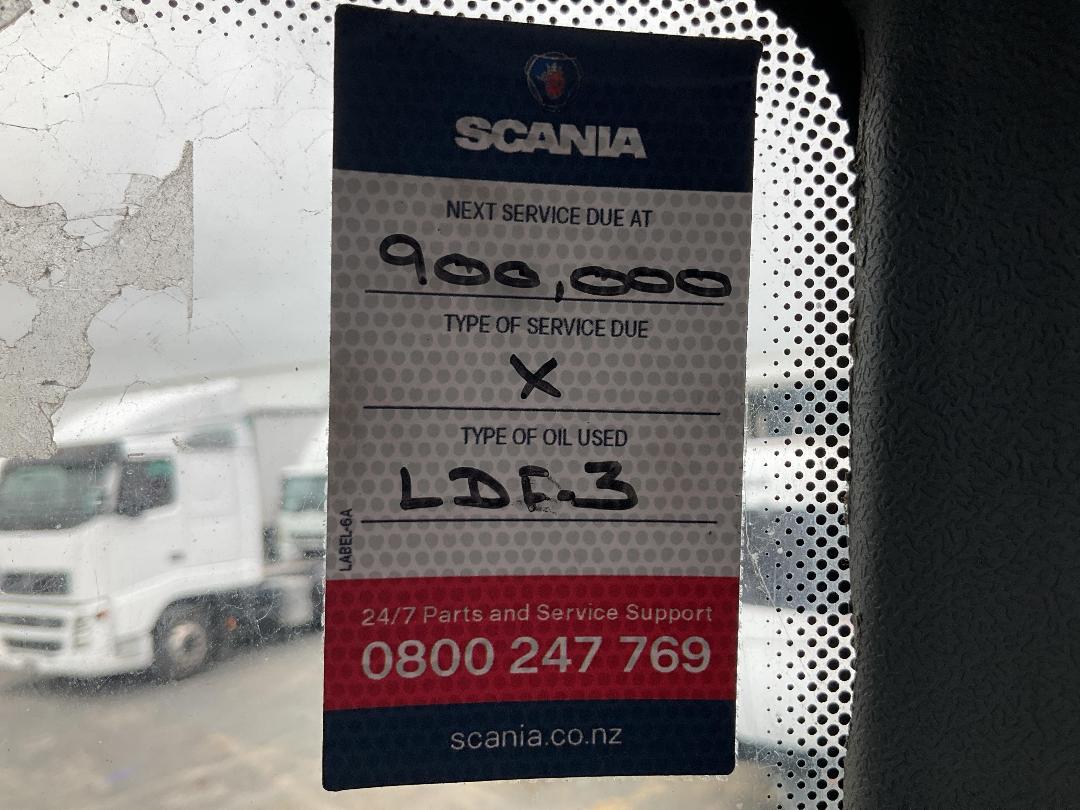 SCANIA
NEXT SERVICE DUE AT
900,000
TYPE OF SERVICE DUE
X
TYPE OF OIL USED
LDF-3
LABEL-6A
24/7 Parts and Service Support
0800 247 769
scania.co.nz